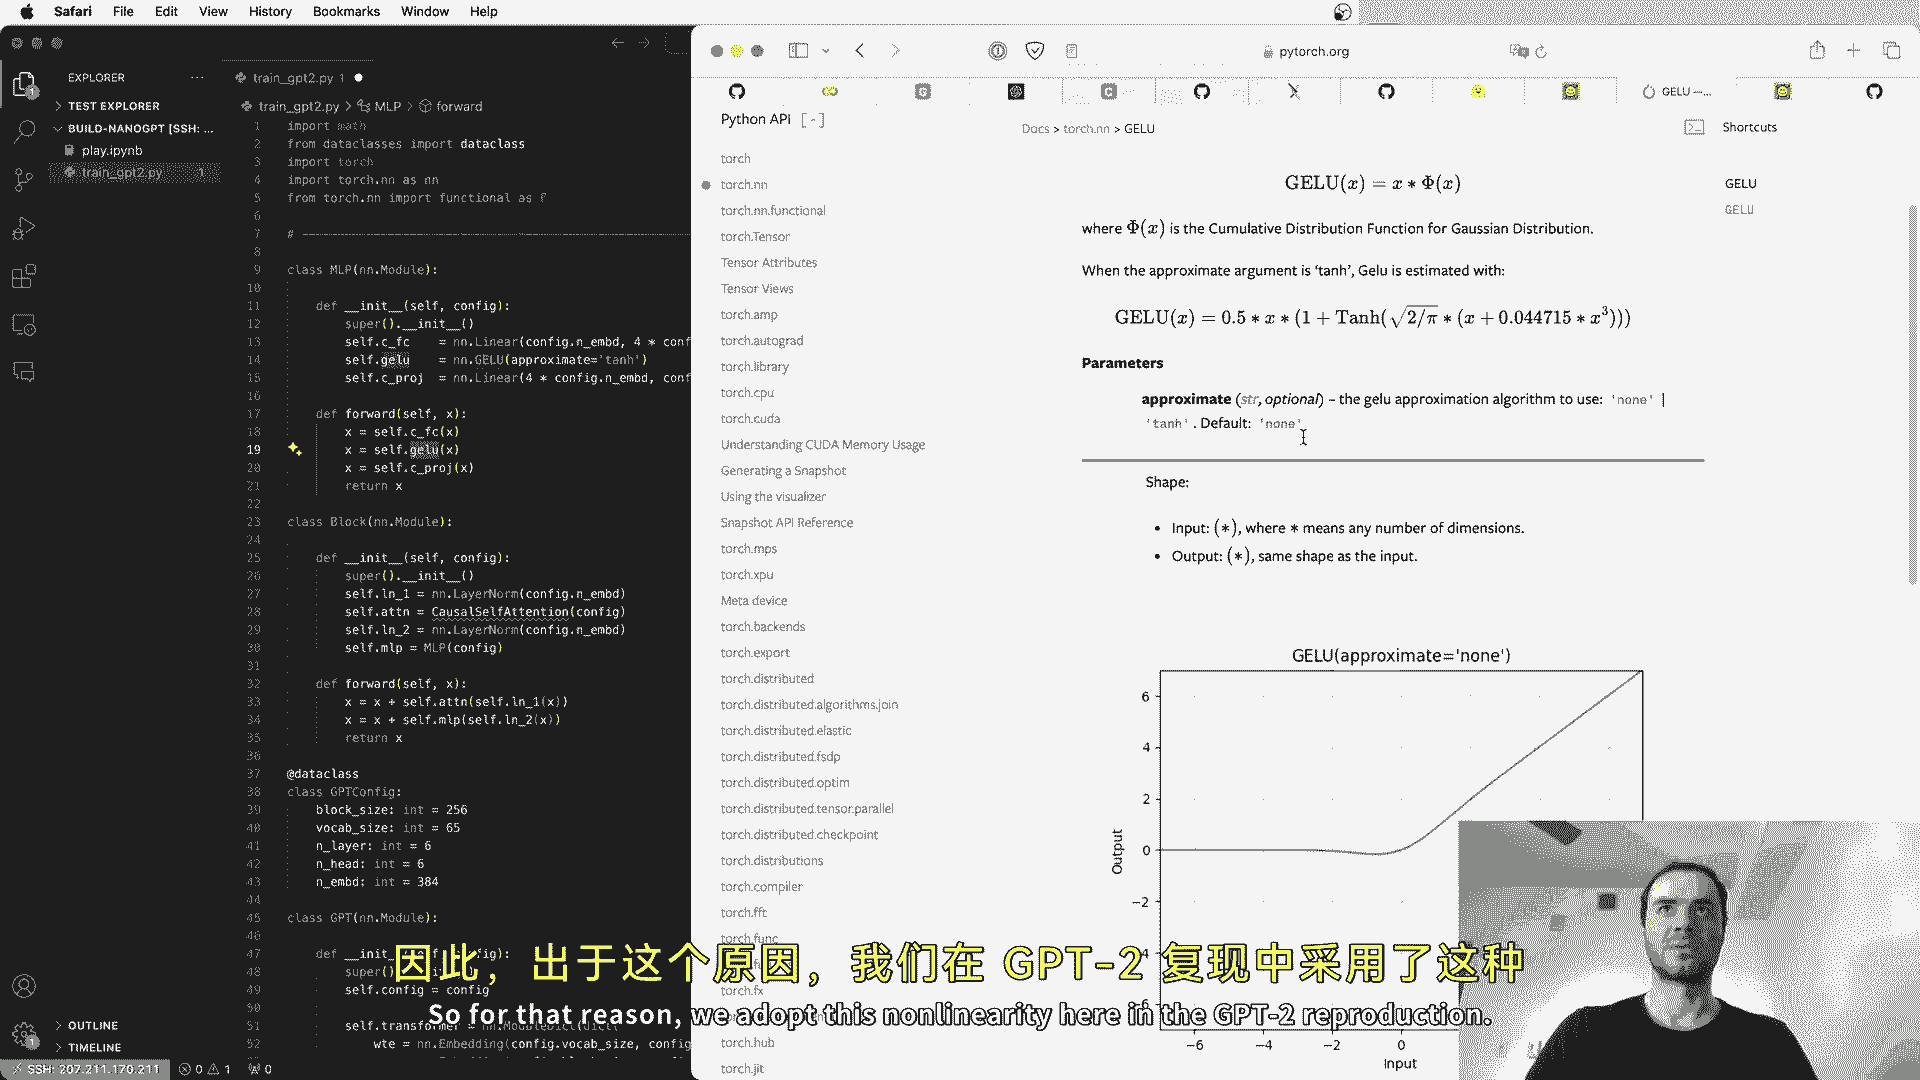 Safari File Edit View History Bookmarks Window Help
EXPLORER
TEST EXPLORER
BUILD-NANOGPT [SSH: ...
play.ipynb
train_gpt2.py 1
OUTLINE
TIMELINE
SSH: 207.211.170.211 0 1 0
train_gpt2.py 1
train_gpt2.py > MLP > forward
1 import math
2 from dataclasses import dataclass
3 import torch
4 import torch.nn as nn
5 from torch.nn import functional as F
6
7 # ---
8
9 class MLP(nn.Module):
10
11 def __init__(self, config):
12 super().__init__()
13 self.c_fc = nn.Linear(config.n_embd, 4 * conf
14 self.gelu = nn.GELU(approximate='tanh')
15 self.c_proj = nn.Linear(4 * config.n_embd, conf
16
17 def forward(self, x):
18 x = self.c_fc(x)
19 x = self.gelu(x)
20 x = self.c_proj(x)
21 return x
22
23 class Block(nn.Module):
24
25 def __init__(self, config):
26 super().__init__()
27 self.ln_1 = nn.LayerNorm(config.n_embd)
28 self.attn = CausalSelfAttention(config)
29 self.ln_2 = nn.LayerNorm(config.n_embd)
30 self.mlp = MLP(config)
31
32 def forward(self, x):
33 x = x + self.attn(self.ln_1(x))
34 x = x + self.mlp(self.ln_2(x))
35 return x
36
37 @dataclass
38 class GPTConfig:
39 block_size: int = 256
40 vocab_size: int = 65
41 n_layer: int = 6
42 n_head: int = 6
43 n_embd: int = 384
44
45 class GPT(nn.Module):
46
47 def __init__(self, config):
48 super().
49 self.config = config
50
51 self.transformer = nn.ModuleDict(dict(
52 wte = nn.Embedding(config.vocab_size, config
pytorch.org
GELU —...
Python API [-]
torch
torch.nn
torch.nn.functional
torch.Tensor
Tensor Attributes
Tensor Views
torch.amp
torch.autograd
torch.library
torch.cpu
torch.cuda
Understanding CUDA Memory Usage
Generating a Snapshot
Using the visualizer
Snapshot API Reference
torch.mps
torch.xpu
Meta device
torch.backends
torch.export
torch.distributed
torch.distributed.algorithms.join
torch.distributed.elastic
torch.distributed.fsdp
torch.distributed.optim
torch.distributed.tensor.parallel
torch.distributed.checkpoint
torch.distributions
torch.compiler
torch.fft
torch.func
torch.fx
torch.hub
torch.jit
Docs > torch.nn > GELU
Shortcuts
GELU
GELU
GELU(x) = x ∗ Φ(x)
where Φ(x) is the Cumulative Distribution Function for Gaussian Distribution.
When the approximate argument is ‘tanh’, Gelu is estimated with:
GELU(x) = 0.5 ∗ x ∗ (1 + Tanh(√2/π ∗ (x + 0.044715 ∗ x³)))
Parameters
approximate (str, optional) – the gelu approximation algorithm to use: 'none' |
'tanh'. Default: 'none'
Shape:
• Input: (∗), where ∗ means any number of dimensions.
• Output: (∗), same shape as the input.
GELU(approximate='none')
6
4
2
0
−2
Output
−6 −4 −2 0
Input
因此，出于这个原因，我们在 GPT-2 复现中采用了这种
So for that reason, we adopt this nonlinearity here in the GPT-2 reproduction.